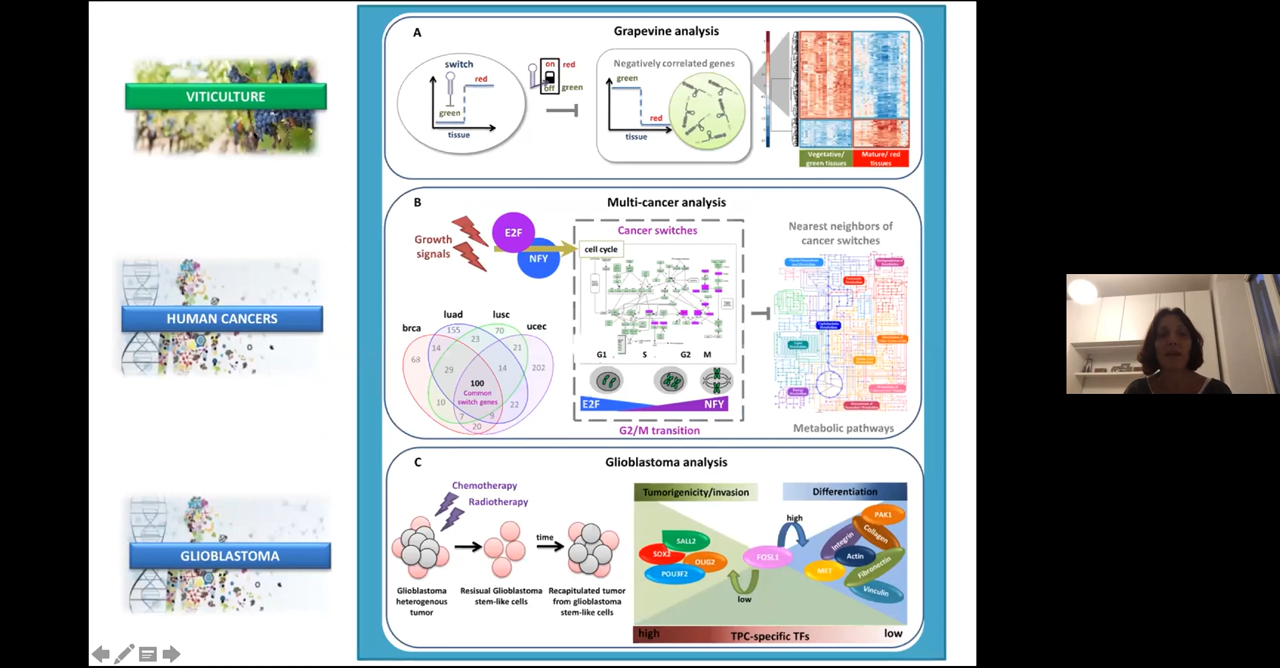 VITICULTURE
HUMAN CANCERS
GLIOBLASTOMA
A
Grapevine analysis
switch
red
green
tissue
on
red
off
green
Negatively correlated genes
green
red
tissue
Vegetative/
green tissues
Mature/ red
tissues
B
Multi-cancer analysis
Growth
signals
E2F
NFY
cell cycle
Cancer switches
G1
S
G2
M
E2F
NFY
G2/M transition
brca
luad
lusc
ucec
155
70
68
14
23
21
202
29
14
100
Common
switch genes
10
22
7
9
20
Nearest neighbors of
cancer switches
Metabolic pathways
C
Glioblastoma analysis
Chemotherapy
Radiotherapy
time
Glioblastoma
heterogenous
tumor
Resisual Glioblastoma
stem-like cells
Recapitulated tumor
from glioblastoma
stem-like cells
Tumorigenicity/invasion
Differentiation
SALL2
SOX2
OLIG2
POU3F2
FOSL1
high
low
PAK1
Collagen
Integrin
Actin
MET
Fibronectin
Vinculin
high
TPC-specific TFs
low